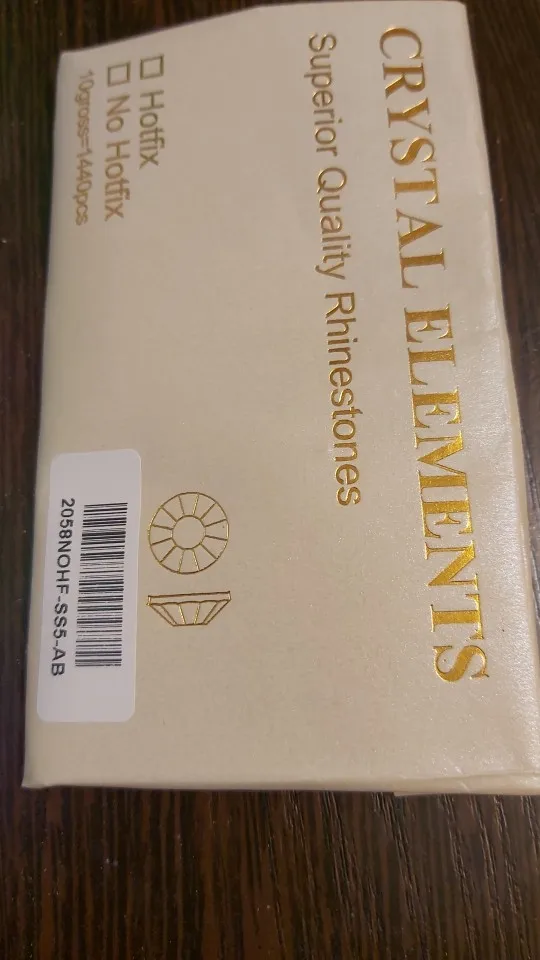 CRYSTAL ELEMENTS
Superior Quality Rhinestones
Hotfix
No Hotfix
10gross=1440pcs
2058NOHF-SS5-AB